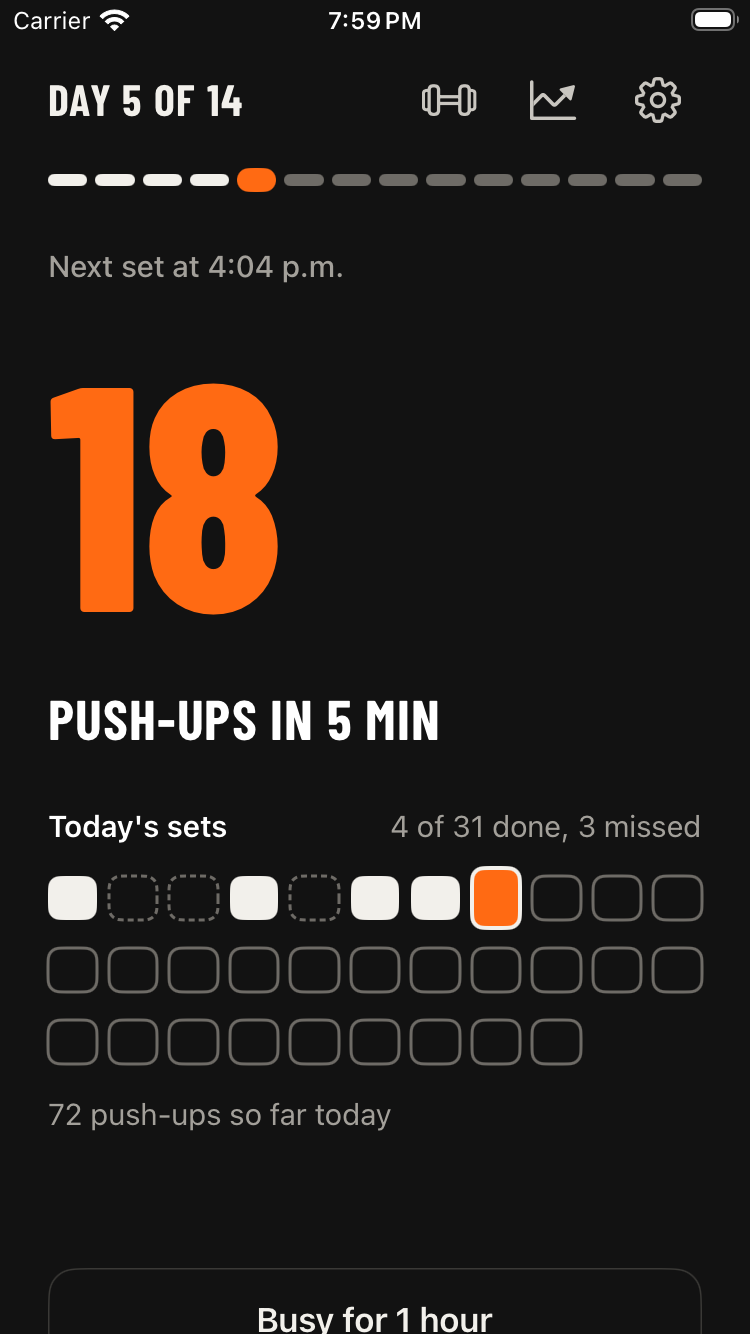 Carrier 7:59 PM
DAY 5 OF 14
Next set at 4:04 p.m.
18
PUSH-UPS IN 5 MIN
Today's sets 4 of 31 done, 3 missed
72 push-ups so far today
Busy for 1 hour